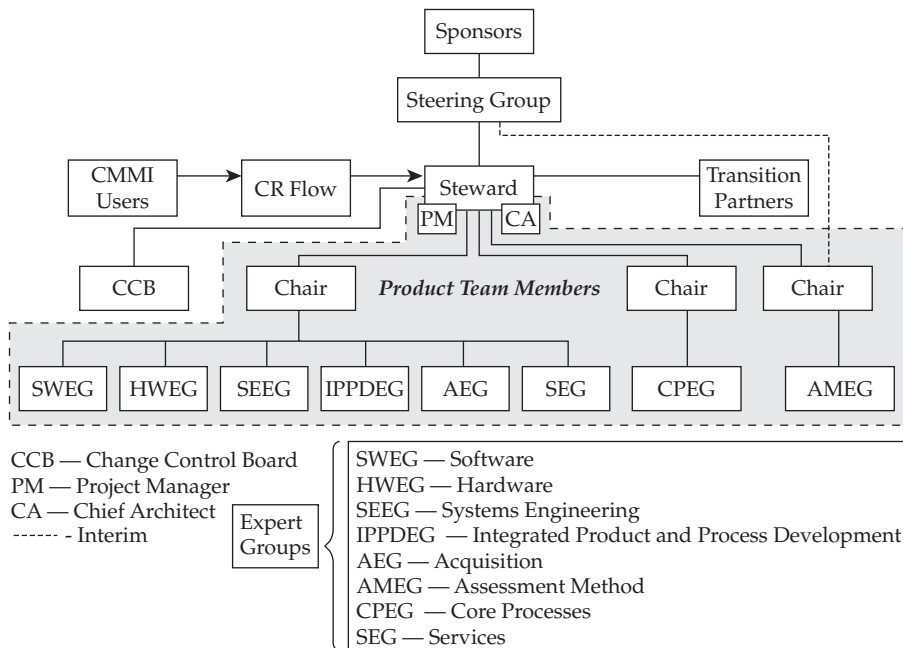 Sponsors
Steering Group
CMMI
Users
CR Flow
Steward
Transition
Partners
PM
CA
CCB
Chair
Product Team Members
Chair
Chair
SWEG
HWEG
SEEG
IPPDEG
AEG
SEG
CPEG
AMEG
CCB — Change Control Board
PM — Project Manager
CA — Chief Architect
- Interim
Expert
Groups
SWEG — Software
HWEG — Hardware
SEEG — Systems Engineering
IPPDEG — Integrated Product and Process Development
AEG — Acquisition
AMEG — Assessment Method
CPEG — Core Processes
SEG — Services